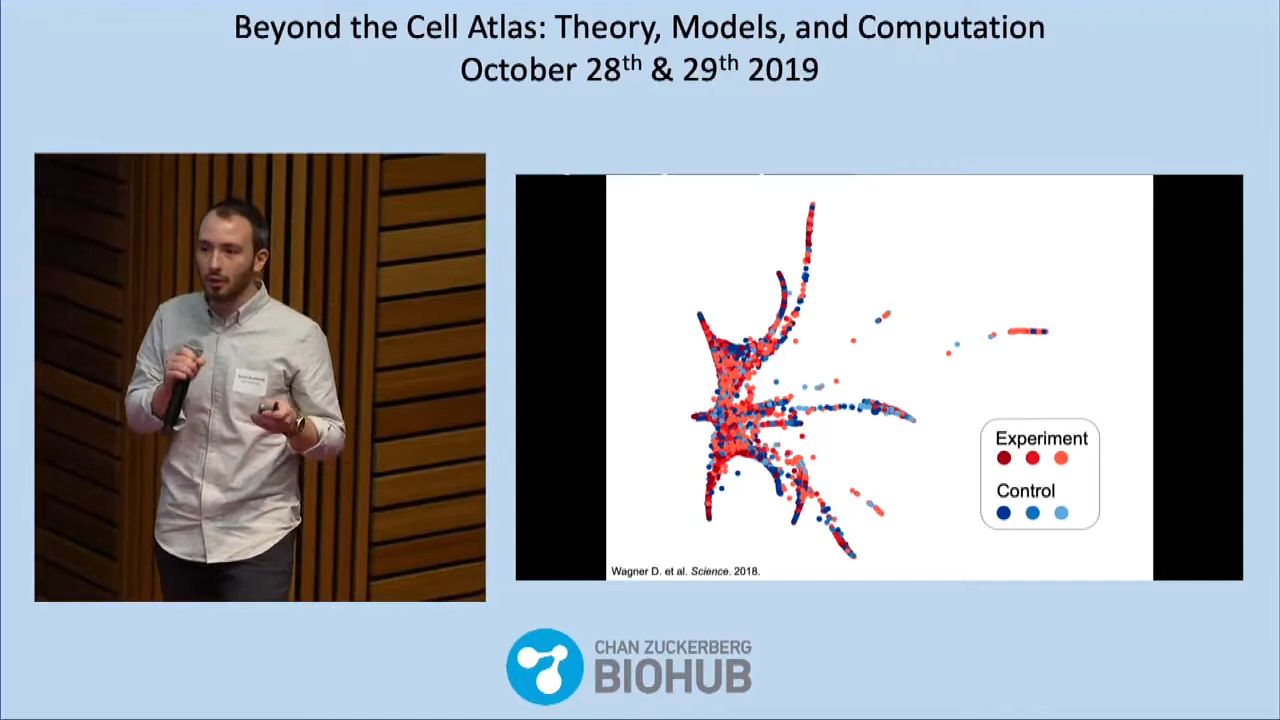 Beyond the Cell Atlas: Theory, Models, and Computation
October 28th & 29th 2019
Experiment
Control
Wagner D. et al. Science. 2018.
CHAN ZUCKERBERG
BIOHUB